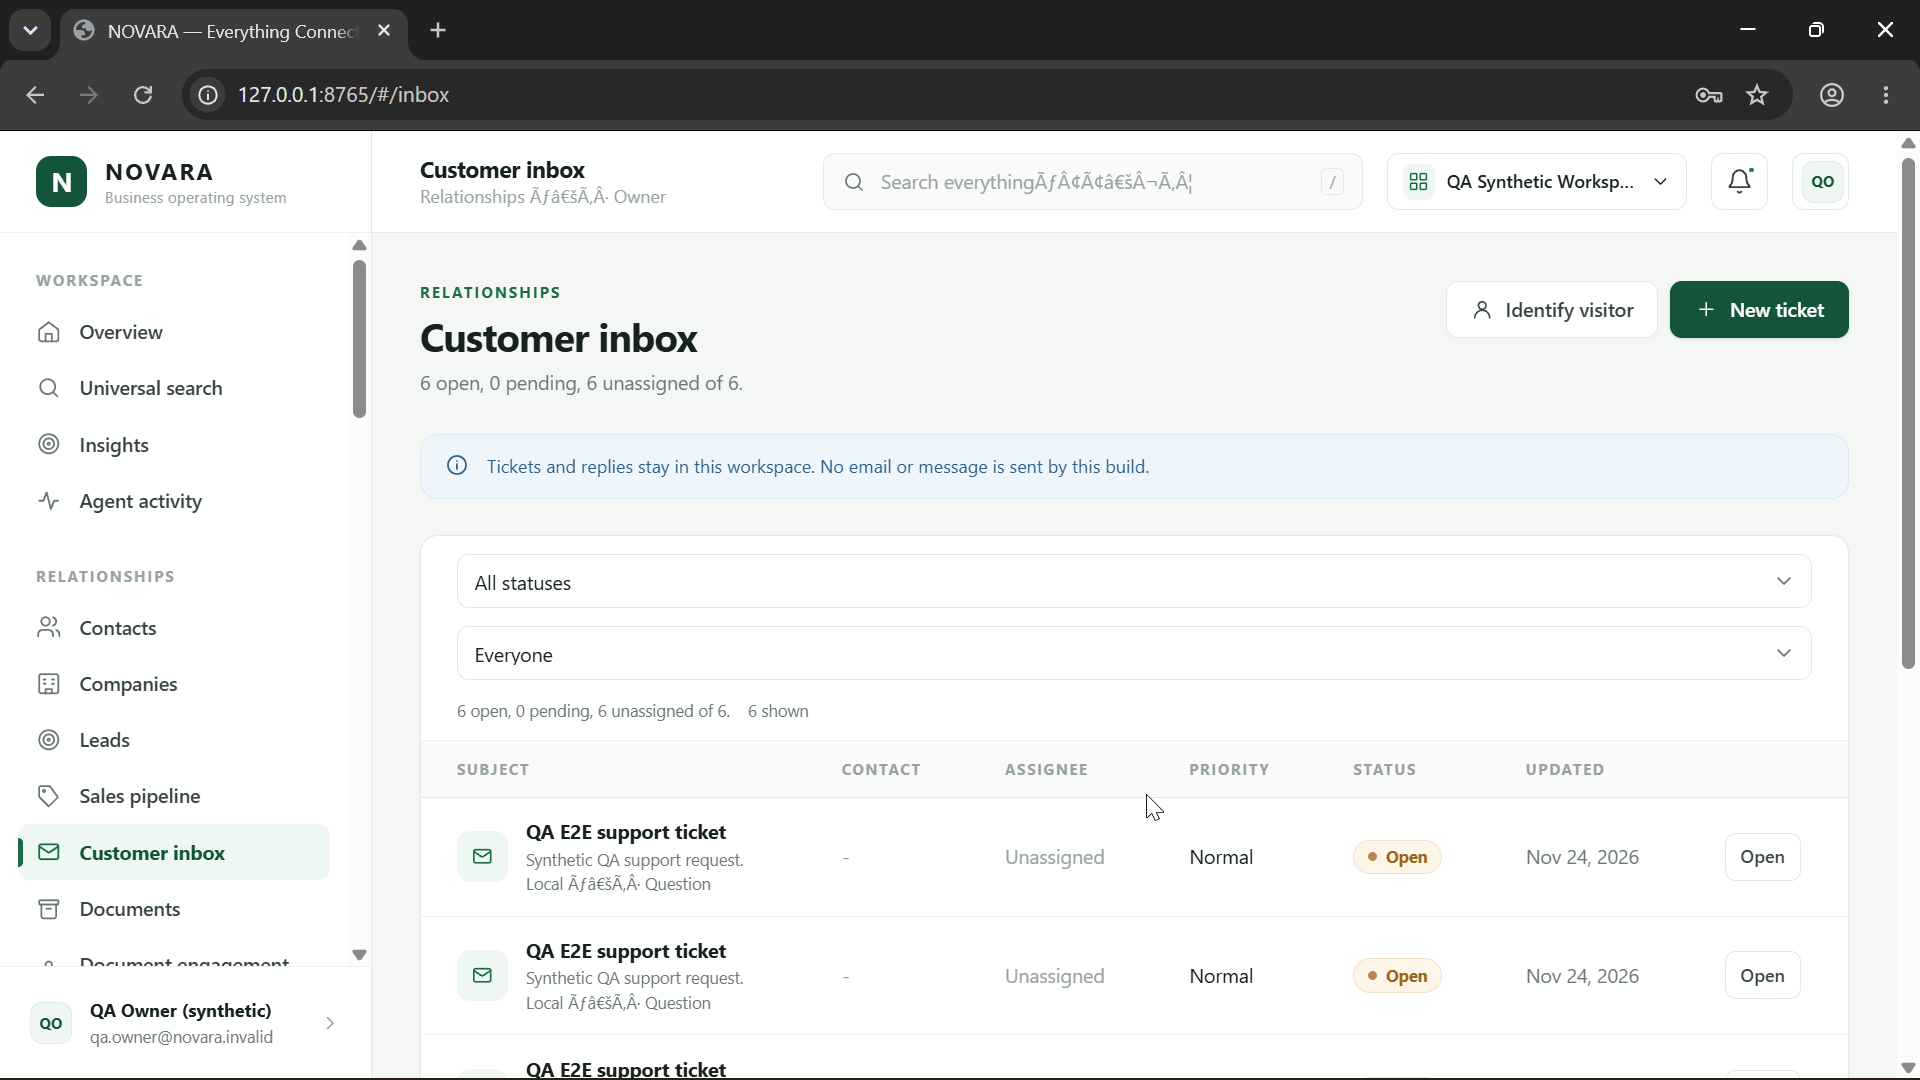 NOVARA — Everything Connect
127.0.0.1:8765/#/inbox
N
NOVARA
Business operating system
Customer inbox
Relationships Ãƒâ€šÃ‚Â· Owner
Search everythingÃƒÂ¢Ã¢â€šÂ¬Ã‚Â¦
/
QA Synthetic Worksp...
QO
WORKSPACE
Overview
Universal search
Insights
Agent activity
RELATIONSHIPS
Contacts
Companies
Leads
Sales pipeline
Customer inbox
Documents
Document engagement
QO
QA Owner (synthetic)
qa.owner@novara.invalid
RELATIONSHIPS
Customer inbox
6 open, 0 pending, 6 unassigned of 6.
Identify visitor
New ticket
Tickets and replies stay in this workspace. No email or message is sent by this build.
All statuses
Everyone
6 open, 0 pending, 6 unassigned of 6. 6 shown
SUBJECT CONTACT ASSIGNEE PRIORITY STATUS UPDATED
QA E2E support ticket
Synthetic QA support request.
Local Ãƒâ€šÃ‚Â· Question
- Unassigned Normal Open Nov 24, 2026 Open
QA E2E support ticket
Synthetic QA support request.
Local Ãƒâ€šÃ‚Â· Question
- Unassigned Normal Open Nov 24, 2026 Open
QA E2E support ticket